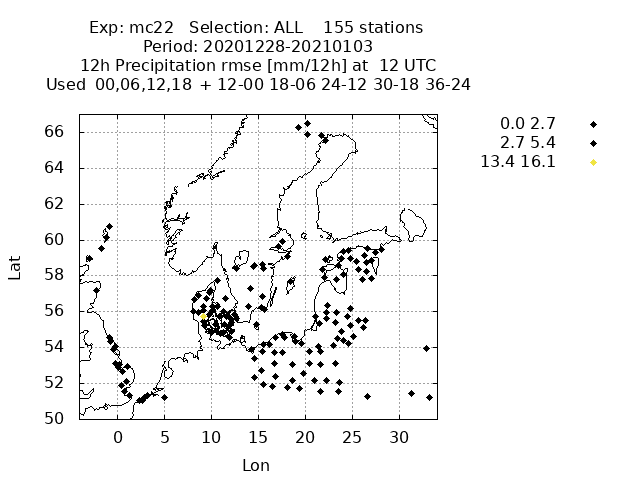 Exp: mc22   Selection: ALL    155 stations
Period: 20201228-20210103
12h Precipitation rmse [mm/12h] at  12 UTC
Used  00,06,12,18  + 12-00 18-06 24-12 30-18 36-24
0.0 2.7
2.7 5.4
13.4 16.1
66
64
62
60
58
56
54
52
50
Lat
0 5 10 15 20 25 30
Lon